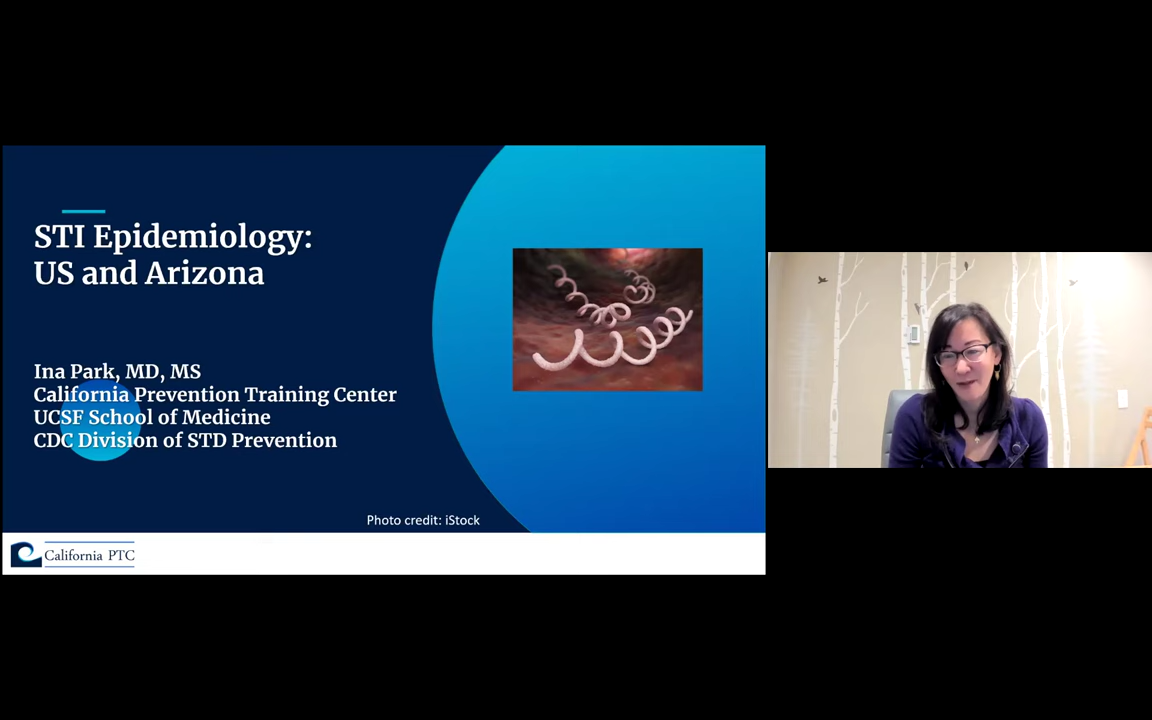 STI Epidemiology:
US and Arizona
Ina Park, MD, MS
California Prevention Training Center
UCSF School of Medicine
CDC Division of STD Prevention
Photo credit: iStock
California PTC